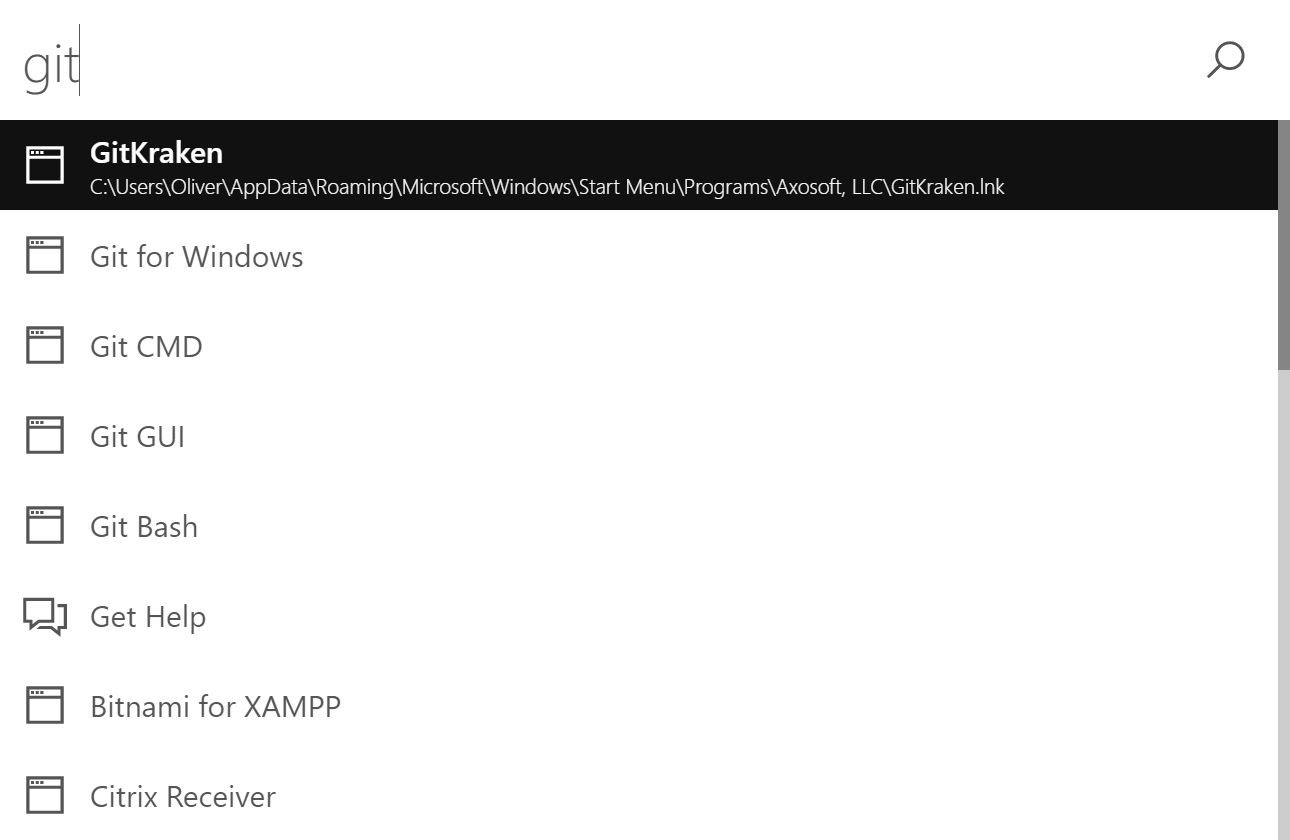 git
GitKraken
C:\Users\Oliver\AppData\Roaming\Microsoft\Windows\Start Menu\Programs\Axosoft, LLC\GitKraken.lnk
Git for Windows
Git CMD
Git GUI
Git Bash
Get Help
Bitnami for XAMPP
Citrix Receiver